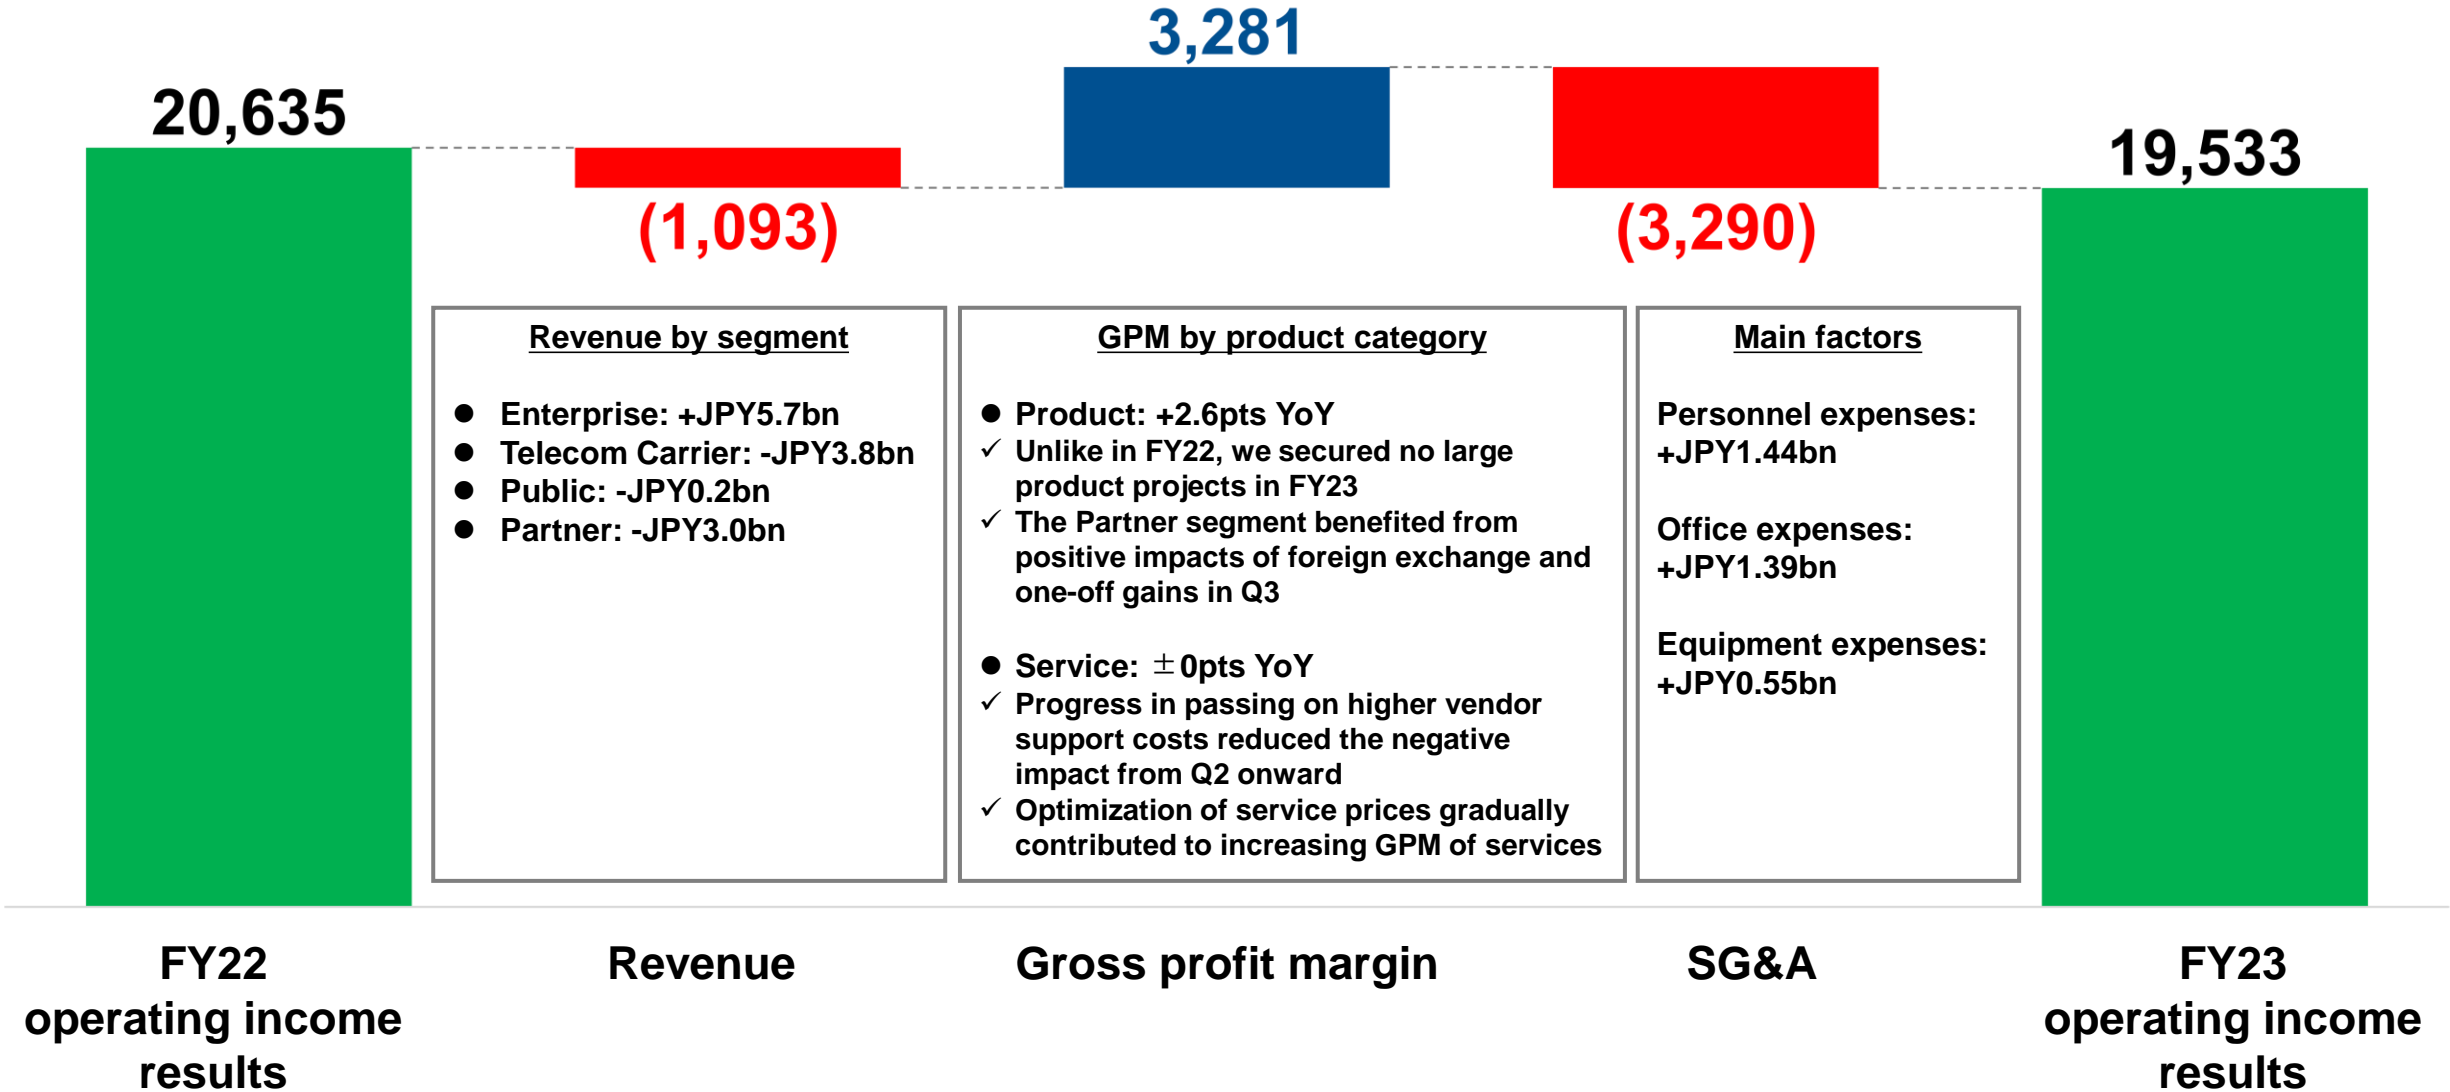 3,281
20,635
19,533
(1,093)
(3,290)
Revenue by segment
● Enterprise: +JPY5.7bn
● Telecom Carrier: -JPY3.8bn
● Public: -JPY0.2bn
● Partner: -JPY3.0bn
GPM by product category
● Product: +2.6pts YoY
✓ Unlike in FY22, we secured no large
product projects in FY23
✓ The Partner segment benefited from
positive impacts of foreign exchange and
one-off gains in Q3
● Service: ±0pts YoY
✓ Progress in passing on higher vendor
support costs reduced the negative
impact from Q2 onward
✓ Optimization of service prices gradually
contributed to increasing GPM of services
Main factors
Personnel expenses:
+JPY1.44bn
Office expenses:
+JPY1.39bn
Equipment expenses:
+JPY0.55bn
FY22
operating income
results
Revenue
Gross profit margin
SG&A
FY23
operating income
results